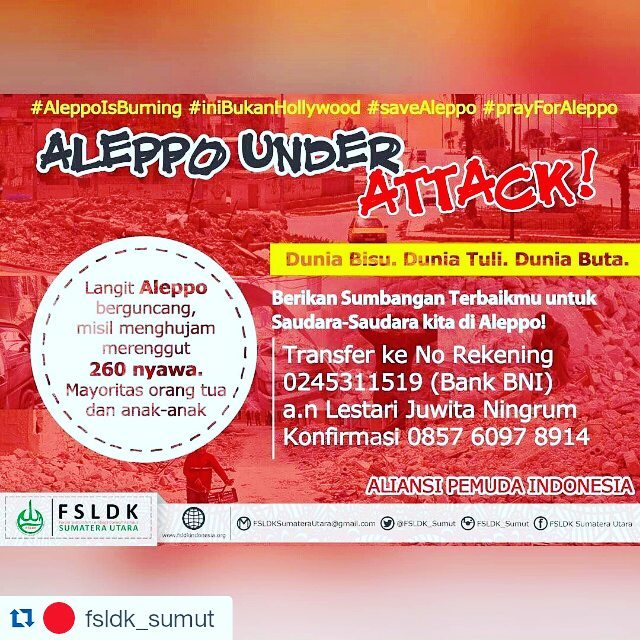 #AleppoIsBurning #iniBukanHollywood #saveAleppo #prayForAleppo
ALEPPO UNDER
ATTACK!
Dunia Bisu. Dunia Tuli. Dunia Buta.
Langit Aleppo
berguncang,
misil menghujam
merenggut
260 nyawa.
Mayoritas orang tua
dan anak-anak
Berikan Sumbangan Terbaikmu untuk
Saudara-Saudara kita di Aleppo!
Transfer ke No Rekening
0245311519 (Bank BNI)
a.n Lestari Juwita Ningrum
Konfirmasi 0857 6097 8914
ALIANSI PEMUDA INDONESIA
FSLDK
SUMATERA UTARA
www.fsldkindonesia.org
FSLDKSumateraUtara@gmail.com @FSLDK_Sumut FSLDK_Sumut FSLDK Sumatera Utara
fsldk_sumut